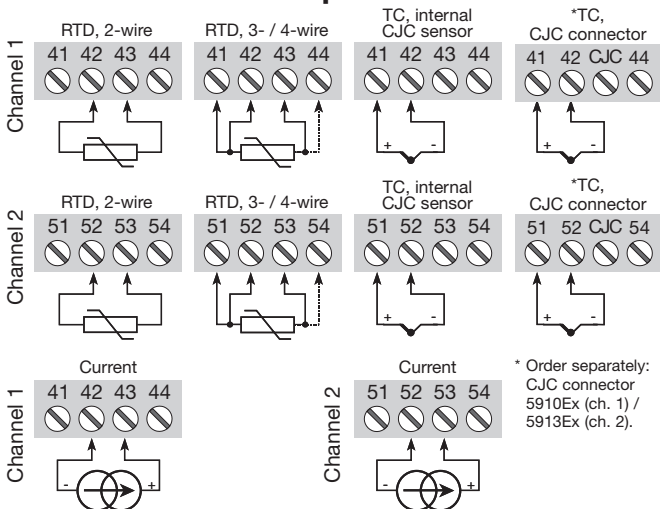 RTD, 2-wire
41 42 43 44
RTD, 3- / 4-wire
41 42 43 44
TC, internal
CJC sensor
41 42 43 44
+ -
*TC,
CJC connector
41 42 CJC 44
+ -
Channel 1
RTD, 2-wire
51 52 53 54
RTD, 3- / 4-wire
51 52 53 54
TC, internal
CJC sensor
51 52 53 54
+ -
*TC,
CJC connector
51 52 CJC 54
+ -
Channel 2
Current
41 42 43 44
- +
Channel 1
Current
51 52 53 54
- +
Channel 2
* Order separately:
CJC connector
5910Ex (ch. 1) /
5913Ex (ch. 2).